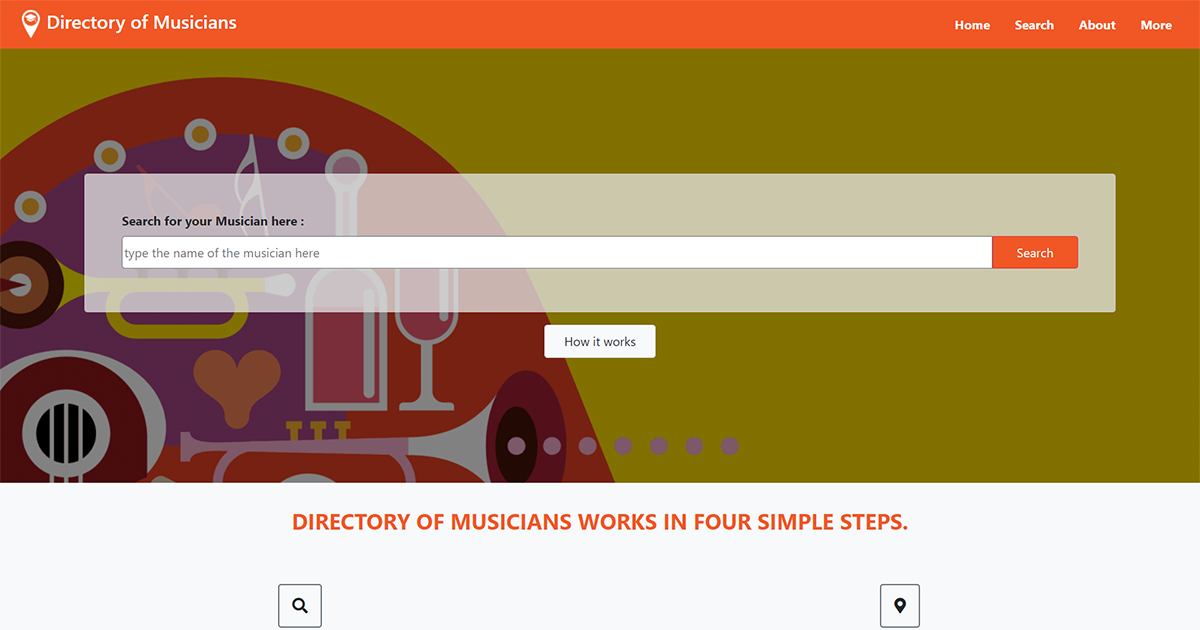 Directory of Musicians
Home Search About More
Search for your Musician here :
type the name of the musician here
Search
How it works
DIRECTORY OF MUSICIANS WORKS IN FOUR SIMPLE STEPS.